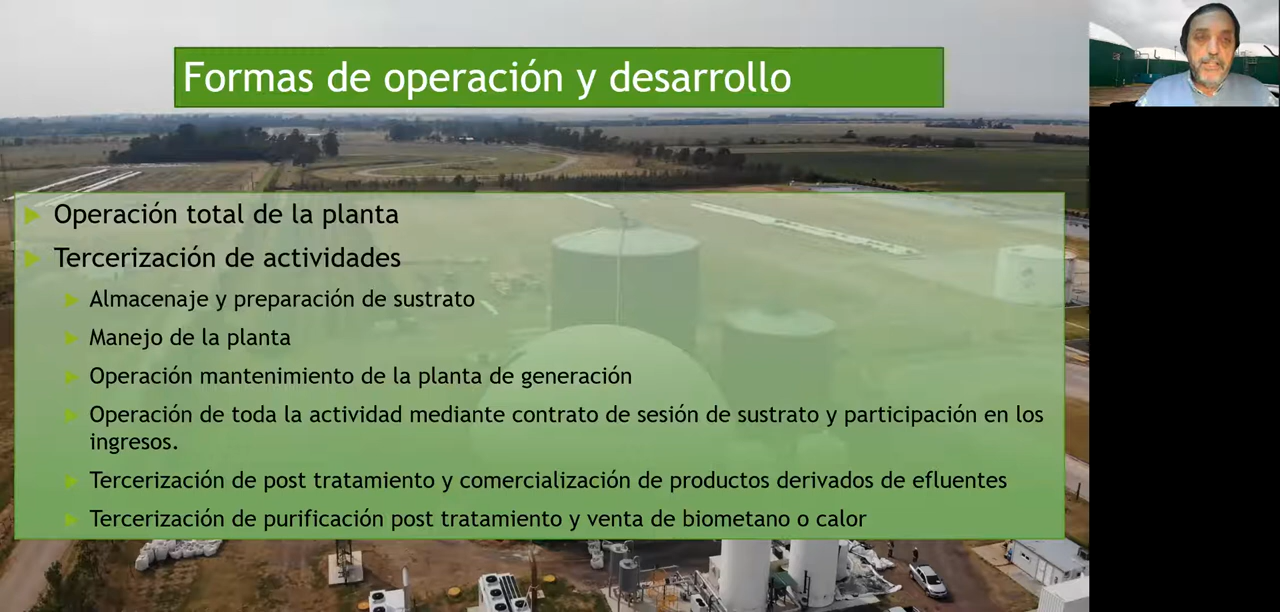 Formas de operación y desarrollo
Operación total de la planta
Tercerización de actividades
Almacenaje y preparación de sustrato
Manejo de la planta
Operación mantenimiento de la planta de generación
Operación de toda la actividad mediante contrato de sesión de sustrato y participación en los
ingresos.
Tercerización de post tratamiento y comercialización de productos derivados de efluentes
Tercerización de purificación post tratamiento y venta de biometano o calor